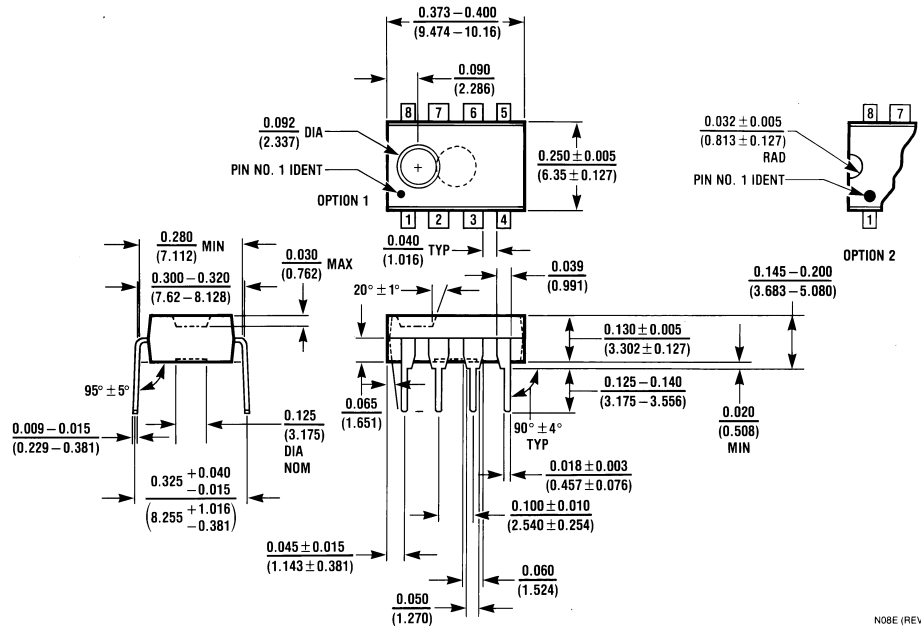 0.373 – 0.400
(9.474 – 10.16)
0.090
(2.286)
8 7 6 5
8 7
0.092 DIA
(2.337)
0.032 ± 0.005
(0.813 ± 0.127)
RAD
0.250 ± 0.005
(6.35 ± 0.127)
PIN NO. 1 IDENT
PIN NO. 1 IDENT
OPTION 1
1 2 3 4
1
OPTION 2
0.280 MIN
(7.112)
0.030 MAX
(0.762)
0.040 TYP
(1.016)
0.039
(0.991)
0.145 – 0.200
(3.683 – 5.080)
0.300 – 0.320
(7.62 – 8.128)
20° ± 1°
0.130 ± 0.005
(3.302 ± 0.127)
95° ± 5°
0.065
(1.651)
0.125 – 0.140
(3.175 – 3.556)
0.020
(0.508)
MIN
0.009 – 0.015
(0.229 – 0.381)
0.125
(3.175)
DIA
NOM
90° ± 4°
TYP
0.018 ± 0.003
(0.457 ± 0.076)
0.325 +0.040
−0.015
(8.255 +1.016
−0.381)
0.100 ± 0.010
(2.540 ± 0.254)
0.045 ± 0.015
(1.143 ± 0.381)
0.060
(1.524)
0.050
(1.270)
N08E (REV